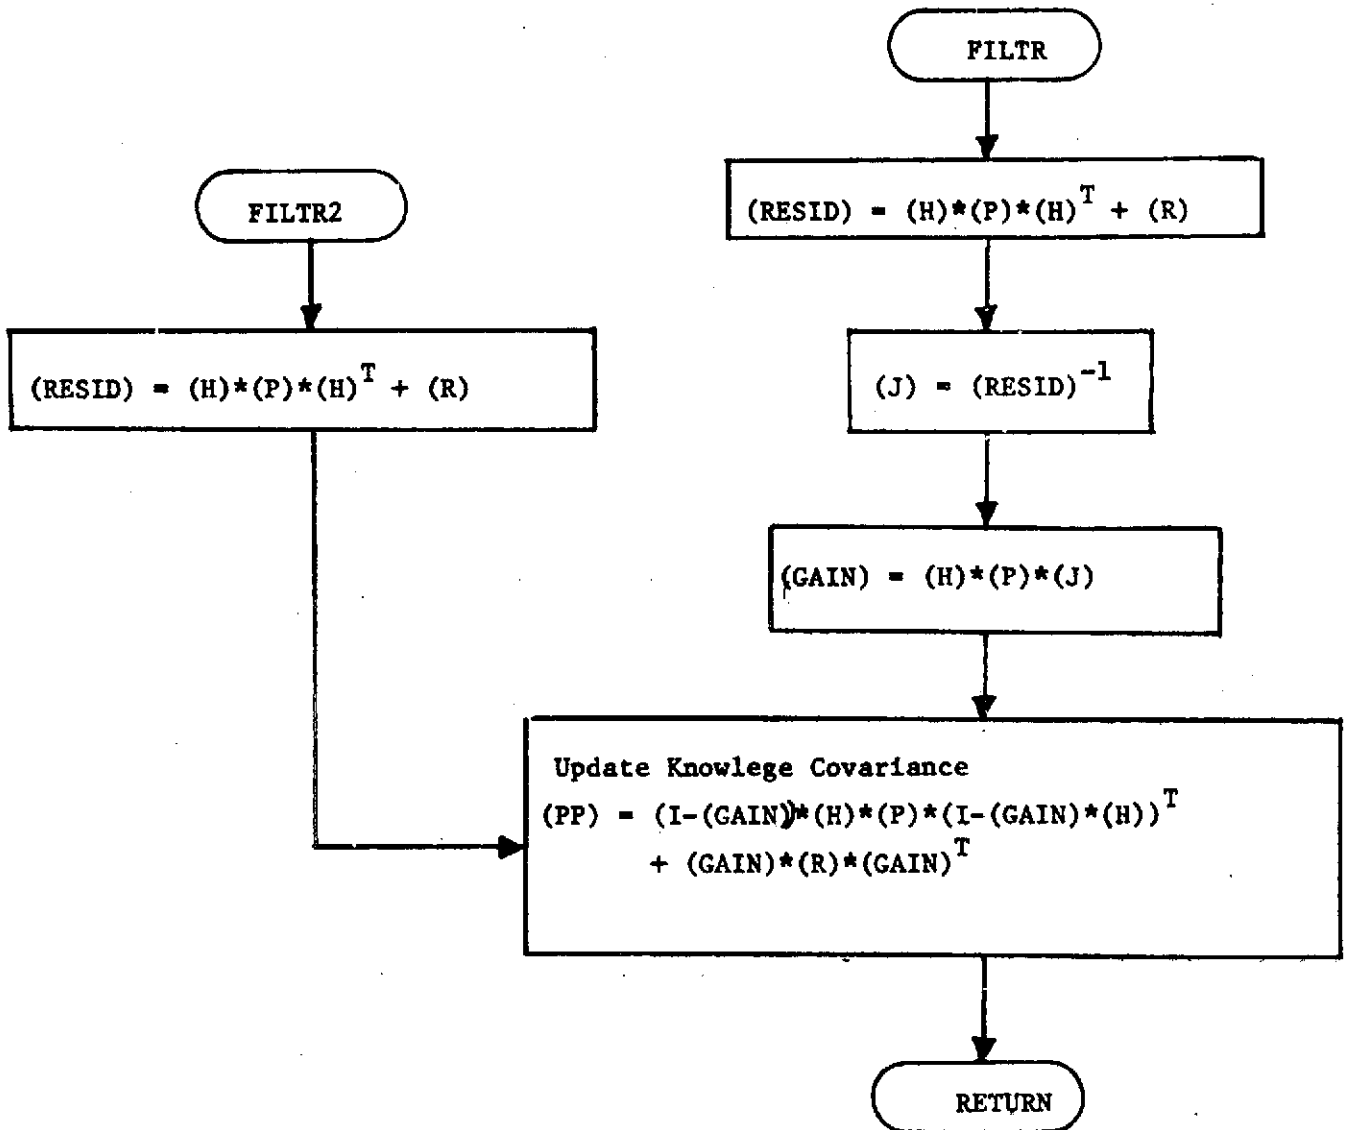 FILTR
(RESID) = (H)*(P)*(H)^T + (R)
FILTR2
(RESID) = (H)*(P)*(H)^T + (R)
(J) = (RESID)^-1
(GAIN) = (H)*(P)*(J)
Update Knowlege Covariance
(PP) = (I-(GAIN))*(H)*(P)*(I-(GAIN)*(H))^T
+ (GAIN)*(R)*(GAIN)^T
RETURN